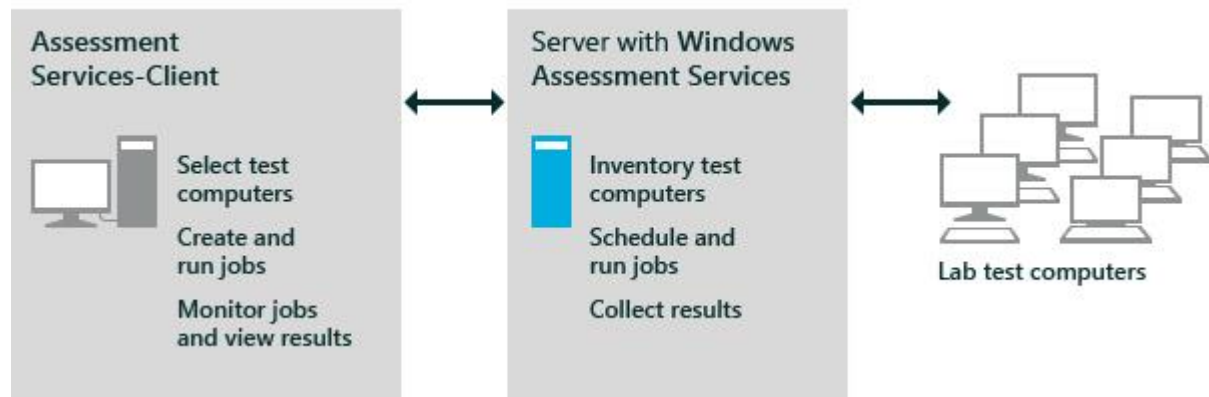 Assessment
Services-Client
Select test
computers
Create and
run jobs
Monitor jobs
and view results
Server with Windows
Assessment Services
Inventory test
computers
Schedule and
run jobs
Collect results
Lab test computers